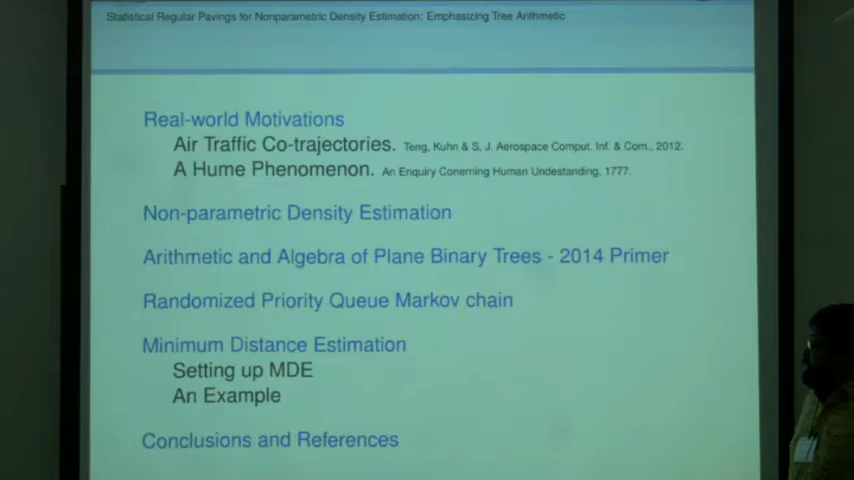 Statistical Regular Pavings for Nonparametric Density Estimation: Emphasizing Tree Arithmetic
Real-world Motivations
Air Traffic Co-trajectories. Teng, Kuhn & S, J. Aerospace Comput. Inf. & Com., 2012.
A Hume Phenomenon. An Enquiry Conerning Human Undestanding, 1777.
Non-parametric Density Estimation
Arithmetic and Algebra of Plane Binary Trees - 2014 Primer
Randomized Priority Queue Markov chain
Minimum Distance Estimation
Setting up MDE
An Example
Conclusions and References